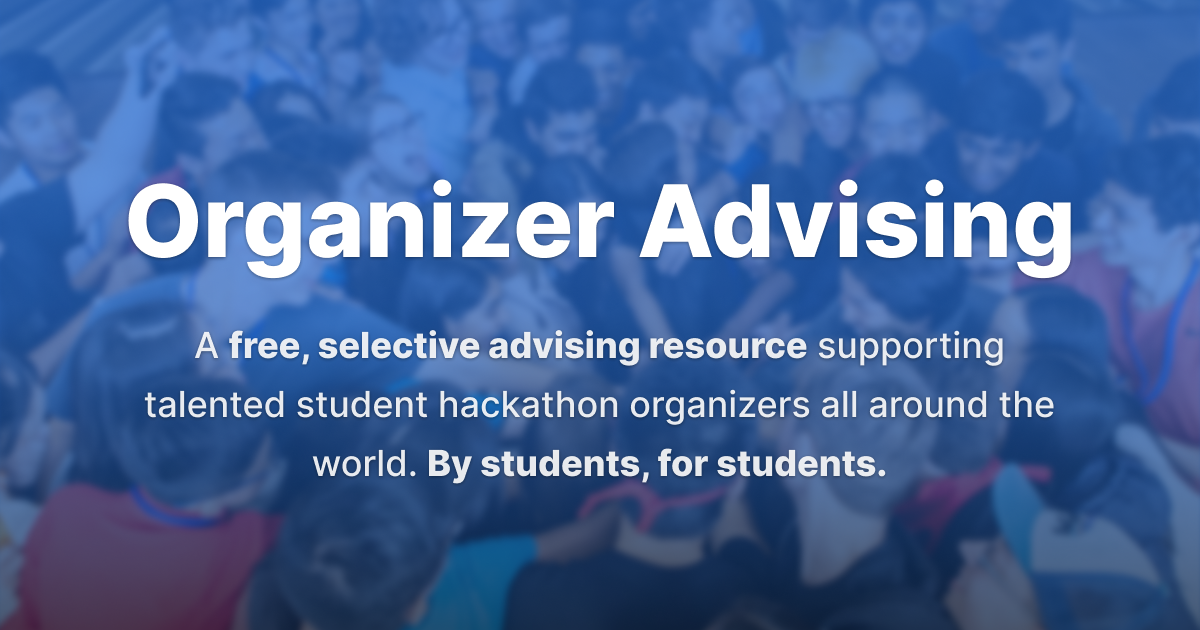 Organizer Advising
A free, selective advising resource supporting
talented student hackathon organizers all around the
world. By students, for students.